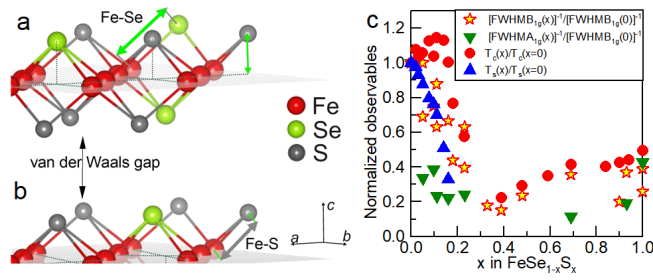 a
Fe-Se
Fe
Se
S
van der Waals gap
b
Fe-S
c
a
b
c
[FWHMB1g(x)]-1/[FWHMB1g(0)]-1
[FWHMA1g(x)]-1/[FWHMB1g(0)]-1
Tc(x)/Tc(x=0)
Ts(x)/Ts(x=0)
Normalized observables
1.2
1.0
0.8
0.6
0.4
0.2
0.0
0.0 0.2 0.4 0.6 0.8 1.0
x in FeSe1-xSx